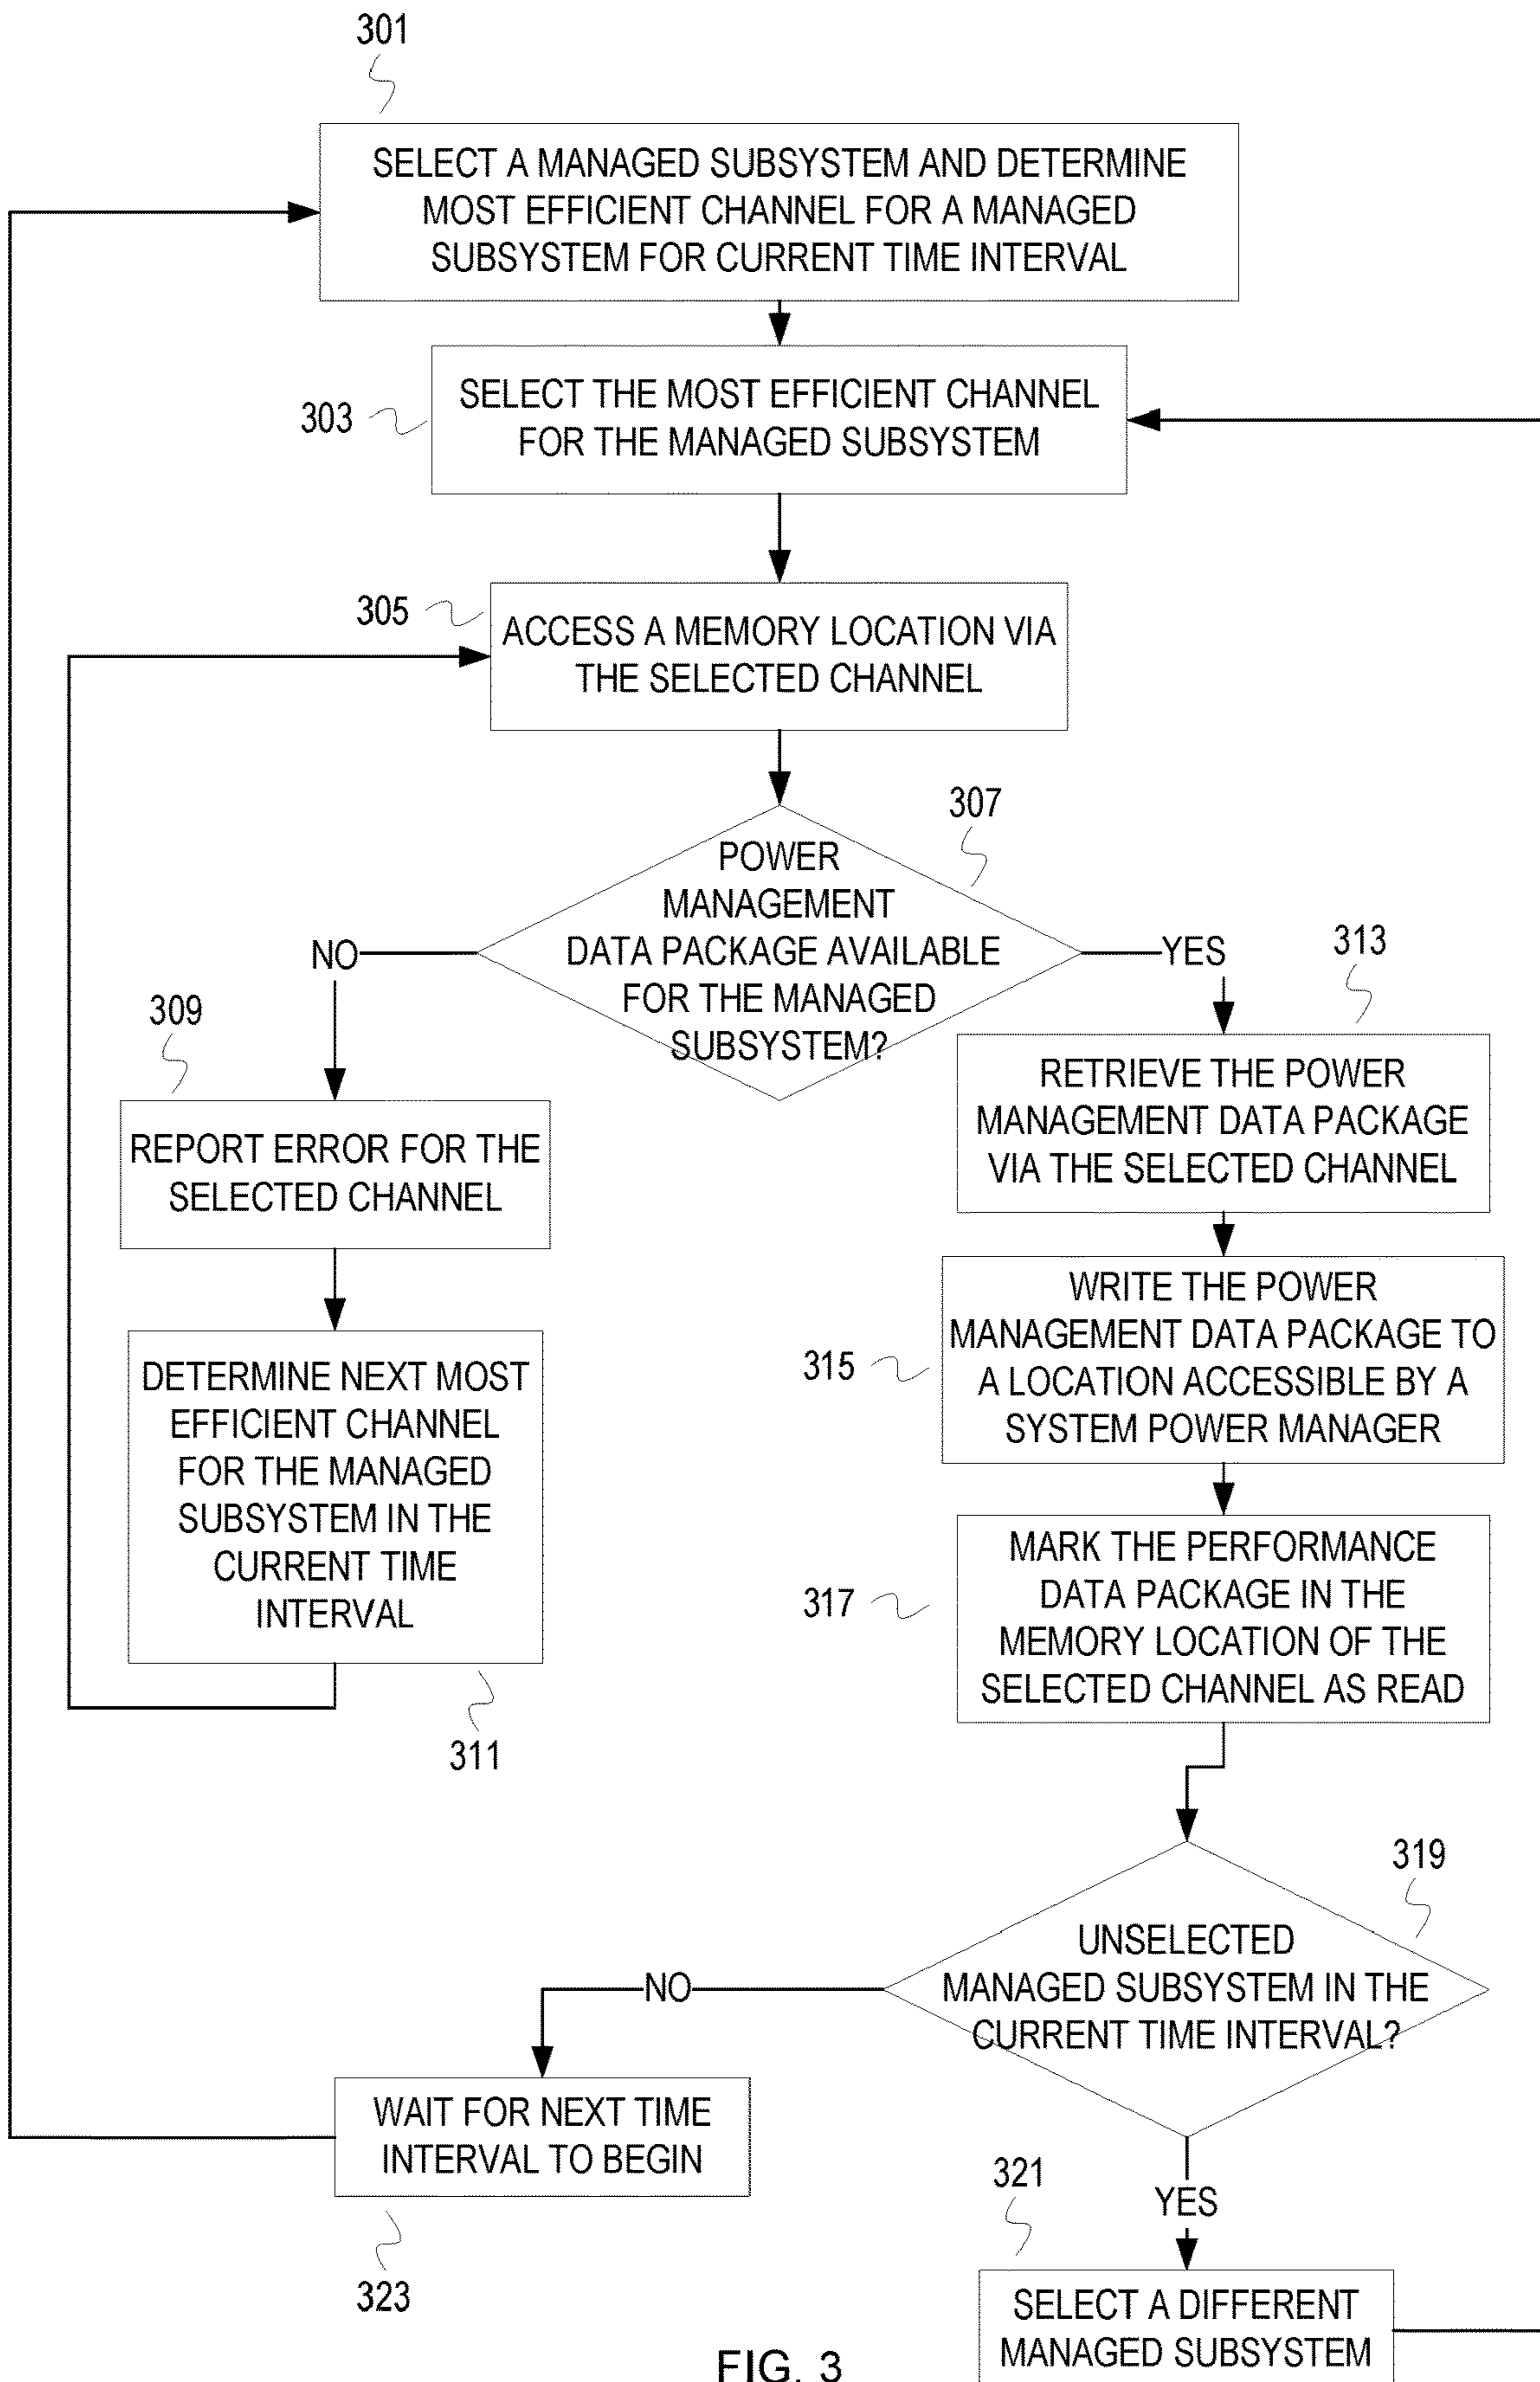 301
SELECT A MANAGED SUBSYSTEM AND DETERMINE
MOST EFFICIENT CHANNEL FOR A MANAGED
SUBSYSTEM FOR CURRENT TIME INTERVAL
303
SELECT THE MOST EFFICIENT CHANNEL
FOR THE MANAGED SUBSYSTEM
305
ACCESS A MEMORY LOCATION VIA
THE SELECTED CHANNEL
307
POWER
MANAGEMENT
DATA PACKAGE AVAILABLE
FOR THE MANAGED
SUBSYSTEM?
NO
YES
309
REPORT ERROR FOR THE
SELECTED CHANNEL
DETERMINE NEXT MOST
EFFICIENT CHANNEL
FOR THE MANAGED
SUBSYSTEM IN THE
CURRENT TIME
INTERVAL
311
313
RETRIEVE THE POWER
MANAGEMENT DATA PACKAGE
VIA THE SELECTED CHANNEL
315
WRITE THE POWER
MANAGEMENT DATA PACKAGE TO
A LOCATION ACCESSIBLE BY A
SYSTEM POWER MANAGER
317
MARK THE PERFORMANCE
DATA PACKAGE IN THE
MEMORY LOCATION OF THE
SELECTED CHANNEL AS READ
319
UNSELECTED
MANAGED SUBSYSTEM IN THE
CURRENT TIME INTERVAL?
NO
YES
WAIT FOR NEXT TIME
INTERVAL TO BEGIN
323
321
SELECT A DIFFERENT
MANAGED SUBSYSTEM
FIG. 3